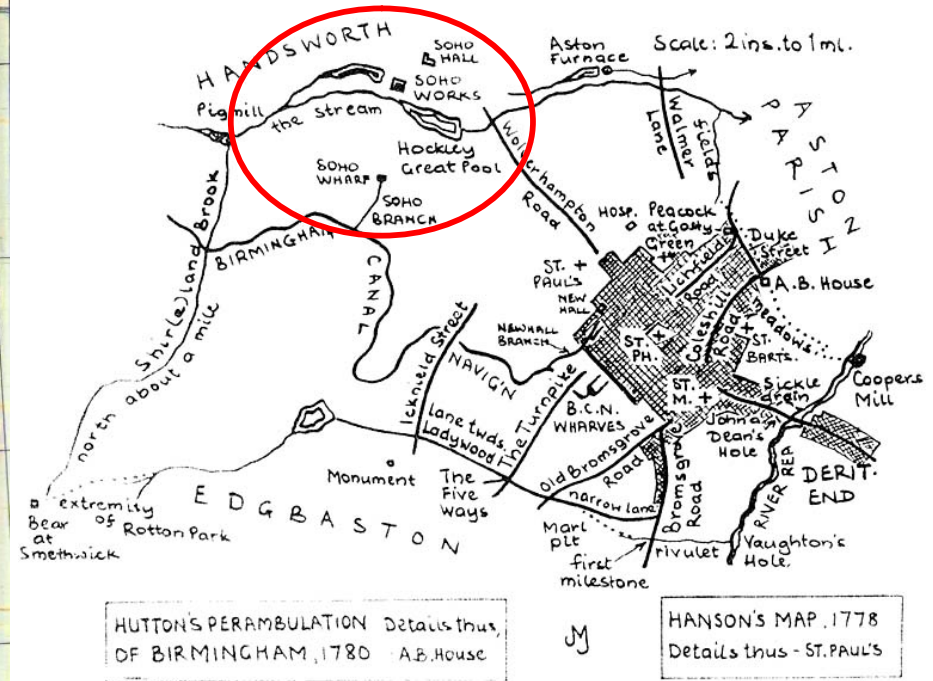 HANDSWORTH
SOHO
HALL
Aston
Furnace
Scale: 2 ins. to 1 ml.
SOHO
WORKS
Pigmill
the stream
Hockley
Great Pool
Wolverhampton
Road
Walmer
Lane
fields
ASTON
PARISH
SOHO
WHARF
SOHO
BRANCH
Shir(e)land Brook
BIRMINGHAM
CANAL
HOSP.
Peacock
at Gosty
Green
Lichfield
Road
Duke
Street
ST.
PAUL'S
NEW
HALL
A.B. House
Coleshill
Road
meadows
NEWHALL
BRANCH
ST.
PH.
ST.
BART'S.
north about a mile
Icknield Street
NAVIG'N
The Turnpike
B.C.N.
WHARVES
ST.
M.
Sickle
drain
Coopers
Mill
John a
Dean's
Hole
lane twds.
Ladywood
Old Bromsgrove
Road
Bromsgrove
Road
RIVER REA
DERIT-
END
Monument
The
Five
Ways
narrow lane
Bear
at
Smethwick
extremity
of
Rotton Park
EDGBASTON
Marl
pit
first
milestone
rivulet
Vaughton's
Hole.
HUTTON'S PERAMBULATION Details thus,
OF BIRMINGHAM, 1780 A.B. House
HANSON'S MAP, 1778
Details thus - ST. PAUL'S